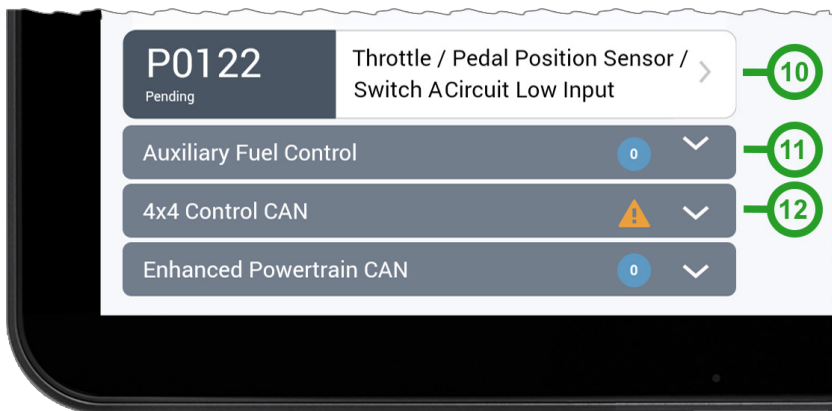 P0122
Pending
Throttle / Pedal Position Sensor /
Switch ACircuit Low Input
10
Auxiliary Fuel Control
0
11
4x4 Control CAN
12
Enhanced Powertrain CAN
0